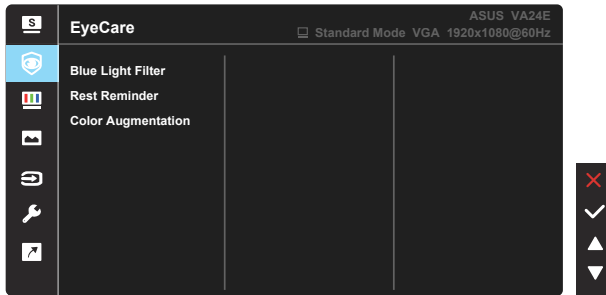 S
EyeCare
ASUS VA24E
Standard Mode VGA 1920x1080@60Hz
Blue Light Filter
Rest Reminder
Color Augmentation